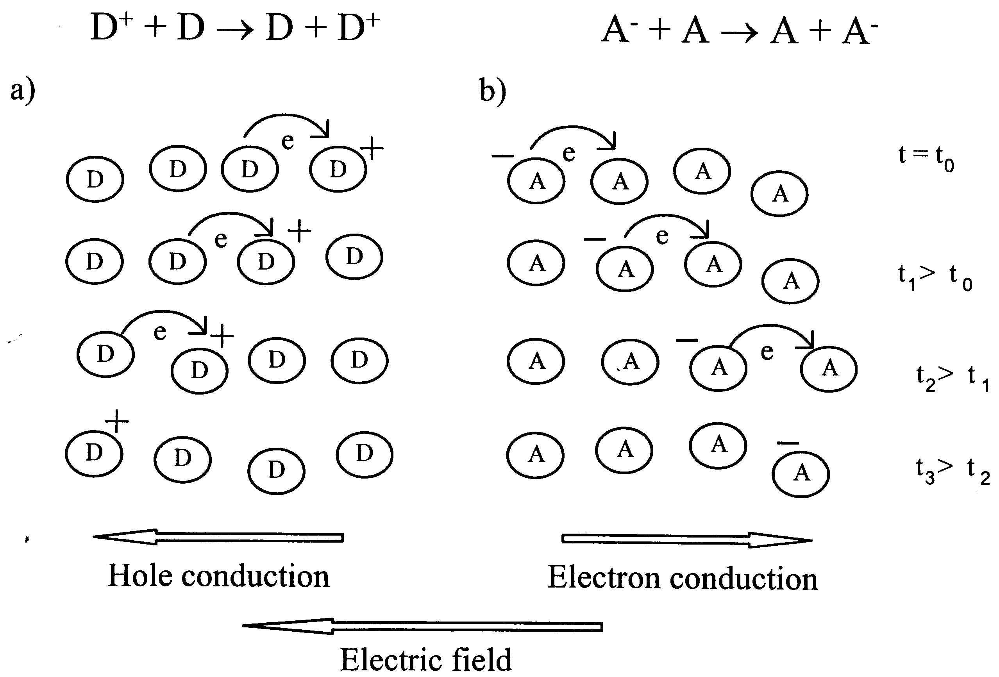 D⁺ + D → D + D⁺
A⁻ + A → A + A⁻
a)
b)
e
+
D D D D
− e
A A A A
t = t₀
e +
D D D D
− e
A A A A
t₁> t₀
e +
D D D D
− e
A A A A
t₂> t₁
+
D D D D
−
A A A A
t₃> t₂
Hole conduction
Electron conduction
Electric field